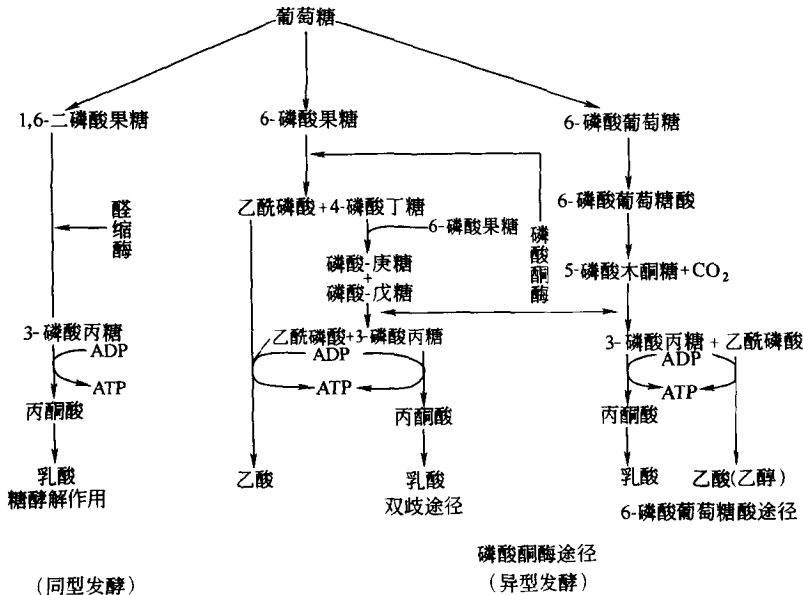 葡萄糖
1,6-二磷酸果糖
6-磷酸果糖
6-磷酸葡萄糖
醛缩酶
乙酰磷酸+4-磷酸丁糖
6-磷酸果糖
磷酸酮酶
6-磷酸葡萄糖酸
磷酸-庚糖
+
磷酸-戊糖
5-磷酸木酮糖+CO₂
3-磷酸丙糖
乙酰磷酸+3-磷酸丙糖
3-磷酸丙糖 + 乙酰磷酸
ADP
ADP
ADP
ATP
ATP
ATP
丙酮酸
丙酮酸
丙酮酸
乳酸
乙酸
乳酸
乳酸
乙酸(乙醇)
糖酵解作用
双歧途径
6-磷酸葡萄糖酸途径
磷酸酮酶途径
(同型发酵)
(异型发酵)